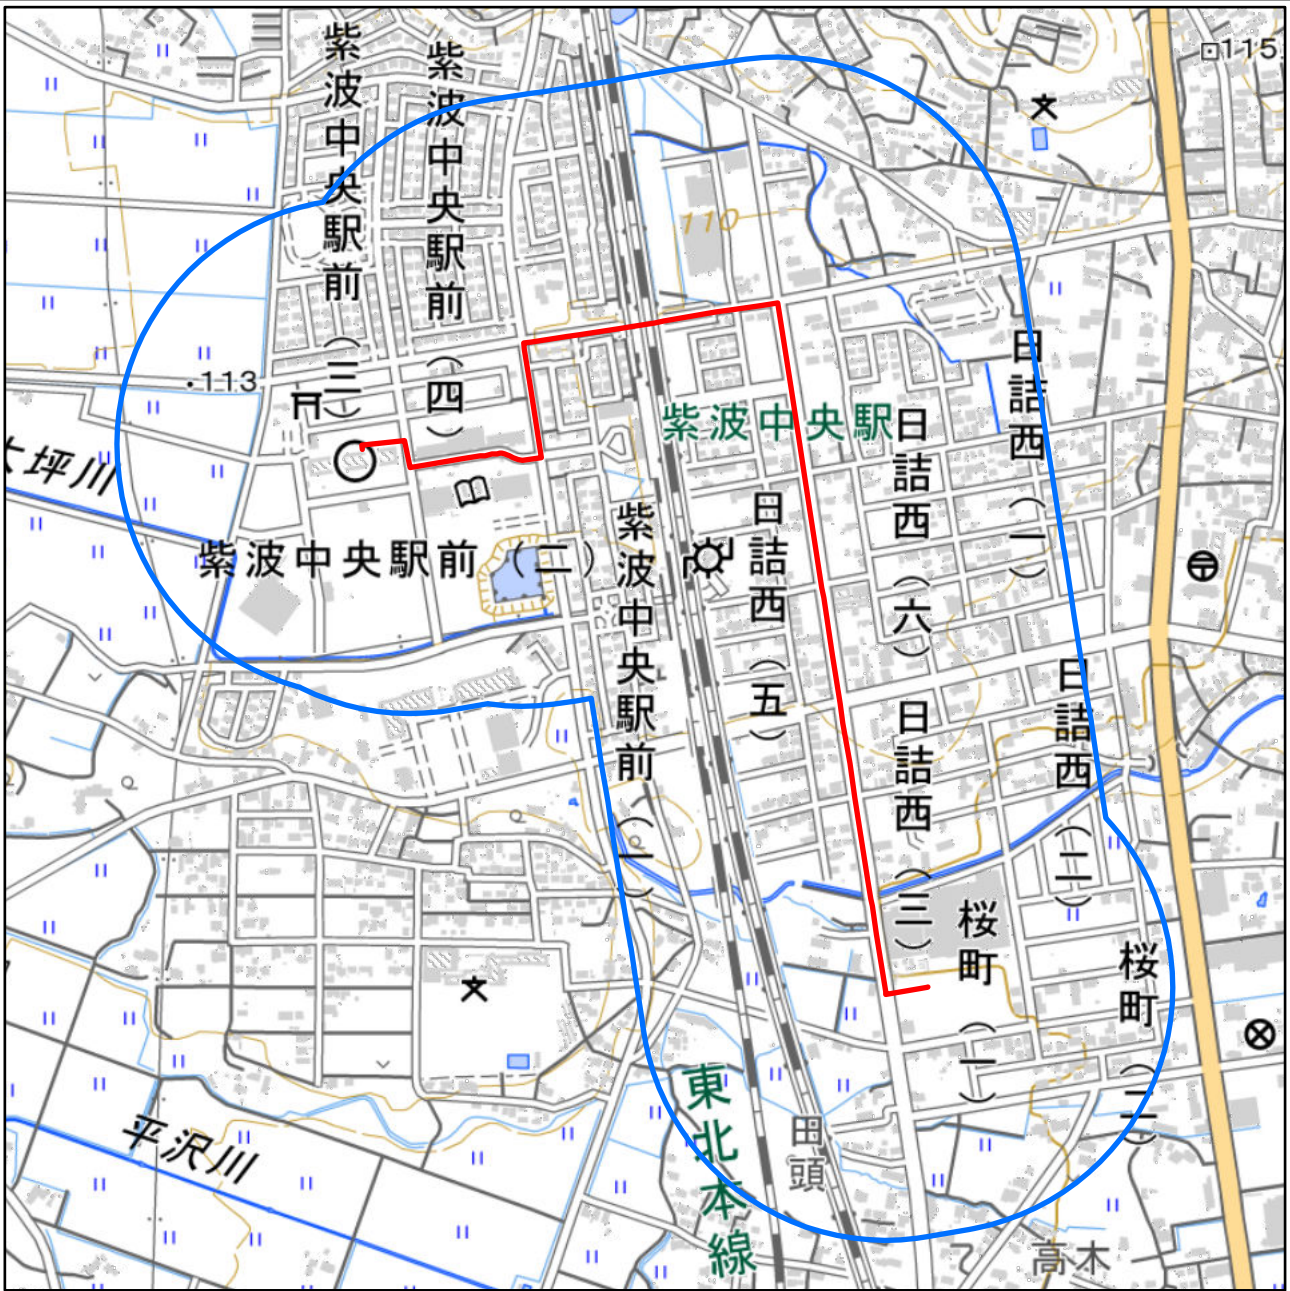 紫波中央駅前（三）
紫波中央駅前（四）
115
110
113
日詰西（一）
紫波中央駅
日詰西（六）
大坪川
日詰西（五）
紫波中央駅前（二）
紫波中央駅前（一）
日詰西（二）
日詰西（三）
桜町（一）
桜町（二）
東北本線
田頭
平沢川
高木